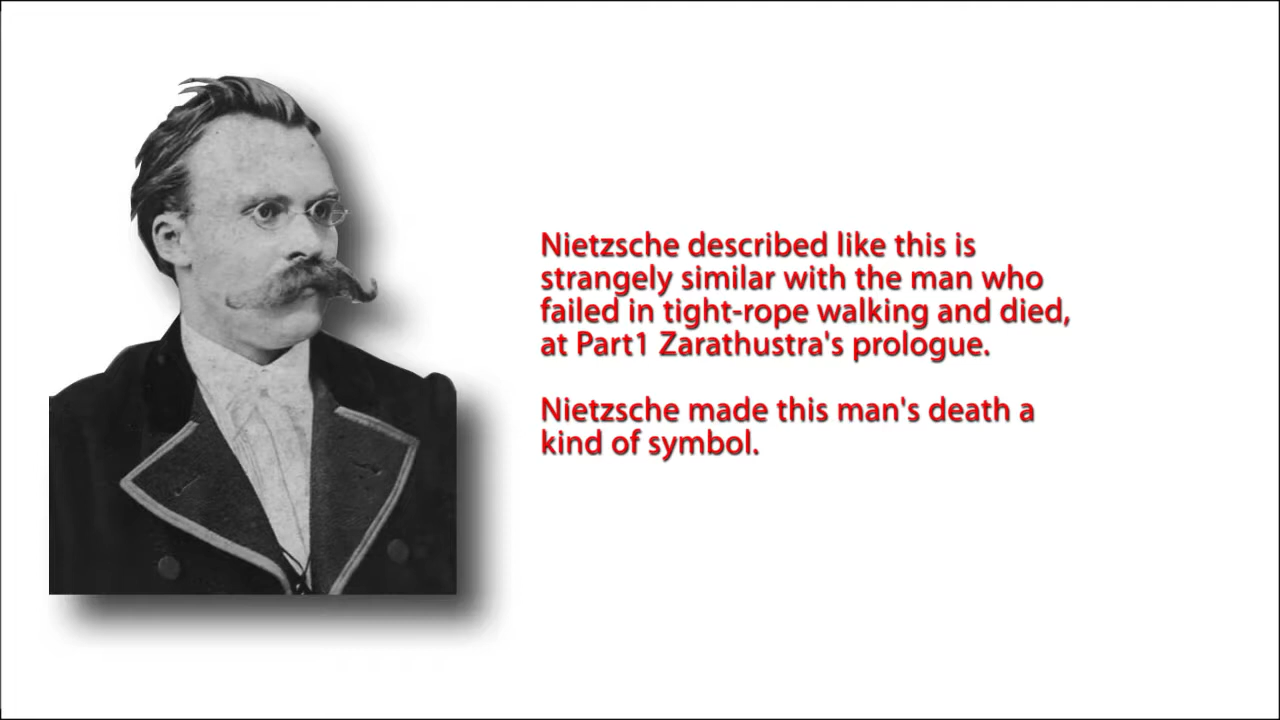 Nietzsche described like this is
strangely similar with the man who
failed in tight-rope walking and died,
at Part1 Zarathustra's prologue.
Nietzsche made this man's death a
kind of symbol.